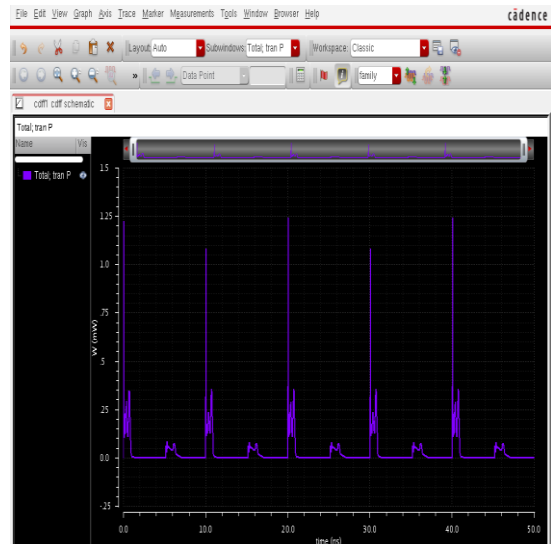 File Edit View Graph Axis Trace Marker Measurements Tools Window Browser Help cādence
Layout: Auto Subwindows: Total; tran P Workspace: Classic
» Data Point family
cdff1 cdff schematic
Total; tran P
Name Vis
Total; tran P
W (mW)
1.5
1.25
1.0
.75
.5
.25
0.0
-.25
0.0 10.0 20.0 30.0 40.0 50.0
time (ns)